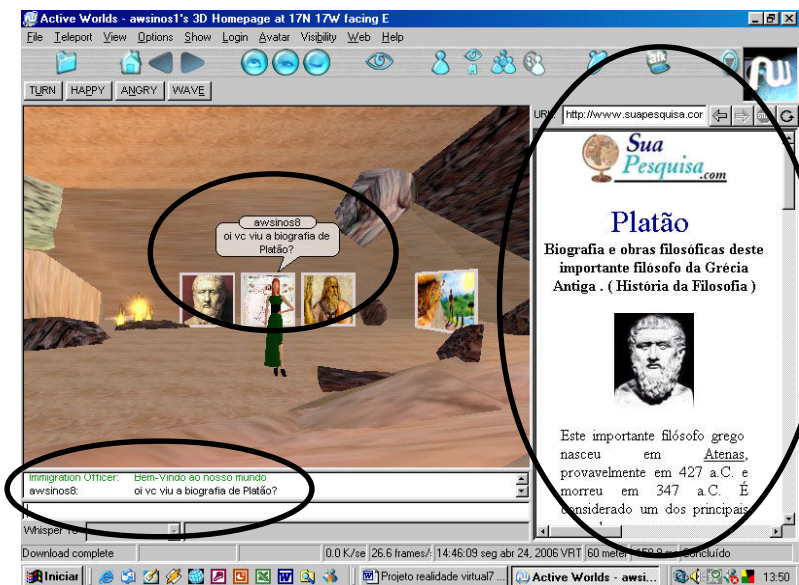 Active Worlds - awsinos1's 3D Homepage at 17N 17W facing E
File Teleport View Options Show Login Avatar Visibility Web Help
TURN HAPPY ANGRY WAVE
awsinos8
oi vc viu a biografia de
Platão?
Immigration Officer: Bem-Vindo ao nosso mundo
awsinos8: oi vc viu a biografia de Platão?
Whisper To
URL: http://www.suapesquisa.cor
Sua
Pesquisa
.com
Platão
Biografia e obras filosóficas deste
importante filósofo da Grécia
Antiga . ( História da Filosofia )
Este importante filósofo grego
nasceu em Atenas,
provavelmente em 427 a.C. e
morreu em 347 a.C. É
considerado um dos principais
Download complete 0.0 K/se 26.6 frames/ 14:46:09 seg abr 24, 2006 VRT 60 meter Concluído
Iniciar Projeto realidade virtual7 ... Active Worlds - awsi... 13:50